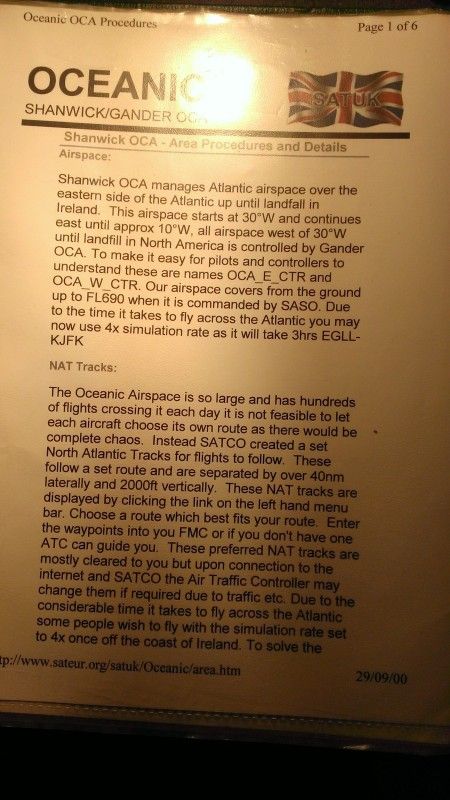 Oceanic OCA Procedures
Page 1 of 6
OCEANIC
SATUK
SHANWICK/GANDER OCA
Shanwick OCA - Area Procedures and Details
Airspace:
Shanwick OCA manages Atlantic airspace over the
eastern side of the Atlantic up until landfall in
Ireland. This airspace starts at 30°W and continues
east until approx 10°W, all airspace west of 30°W
until landfill in North America is controlled by Gander
OCA. To make it easy for pilots and controllers to
understand these are names OCA_E_CTR and
OCA_W_CTR. Our airspace covers from the ground
up to FL690 when it is commanded by SASO. Due
to the time it takes to fly across the Atlantic you may
now use 4x simulation rate as it will take 3hrs EGLL-
KJFK
NAT Tracks:
The Oceanic Airspace is so large and has hundreds
of flights crossing it each day it is not feasible to let
each aircraft choose its own route as there would be
complete chaos. Instead SATCO created a set
North Atlantic Tracks for flights to follow. These
follow a set route and are separated by over 40nm
laterally and 2000ft vertically. These NAT tracks are
displayed by clicking the link on the left hand menu
bar. Choose a route which best fits your route. Enter
the waypoints into you FMC or if you don't have one
ATC can guide you. These preferred NAT tracks are
mostly cleared to you but upon connection to the
internet and SATCO the Air Traffic Controller may
change them if required due to traffic etc. Due to the
considerable time it takes to fly across the Atlantic
some people wish to fly with the simulation rate set
to 4x once off the coast of Ireland. To solve the
tp://www.sateur.org/satuk/Oceanic/area.htm
29/09/00